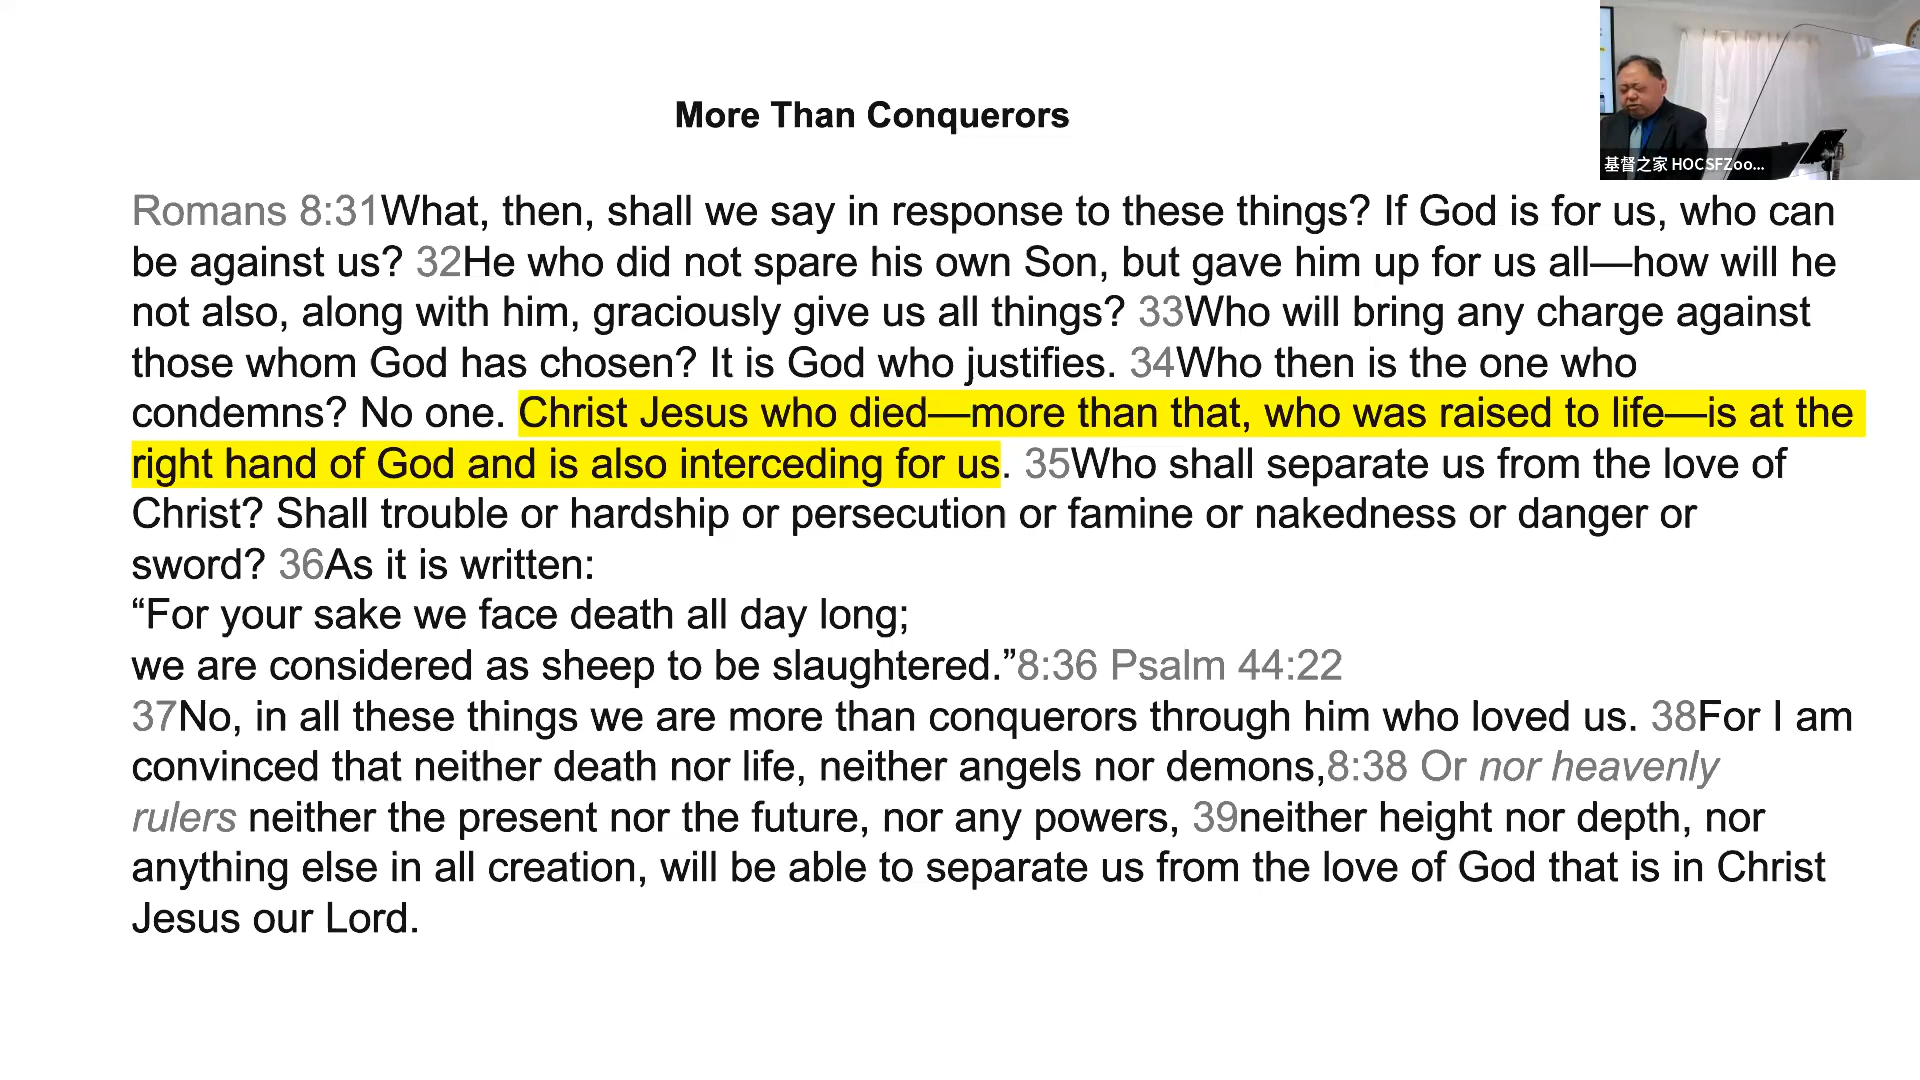 More Than Conquerors
基督之家 HOCSFZoo...
Romans 8:31What, then, shall we say in response to these things? If God is for us, who can
be against us? 32He who did not spare his own Son, but gave him up for us all—how will he
not also, along with him, graciously give us all things? 33Who will bring any charge against
those whom God has chosen? It is God who justifies. 34Who then is the one who
condemns? No one. Christ Jesus who died—more than that, who was raised to life—is at the
right hand of God and is also interceding for us. 35Who shall separate us from the love of
Christ? Shall trouble or hardship or persecution or famine or nakedness or danger or
sword? 36As it is written:
“For your sake we face death all day long;
we are considered as sheep to be slaughtered.”8:36 Psalm 44:22
37No, in all these things we are more than conquerors through him who loved us. 38For I am
convinced that neither death nor life, neither angels nor demons,8:38 Or nor heavenly
rulers neither the present nor the future, nor any powers, 39neither height nor depth, nor
anything else in all creation, will be able to separate us from the love of God that is in Christ
Jesus our Lord.